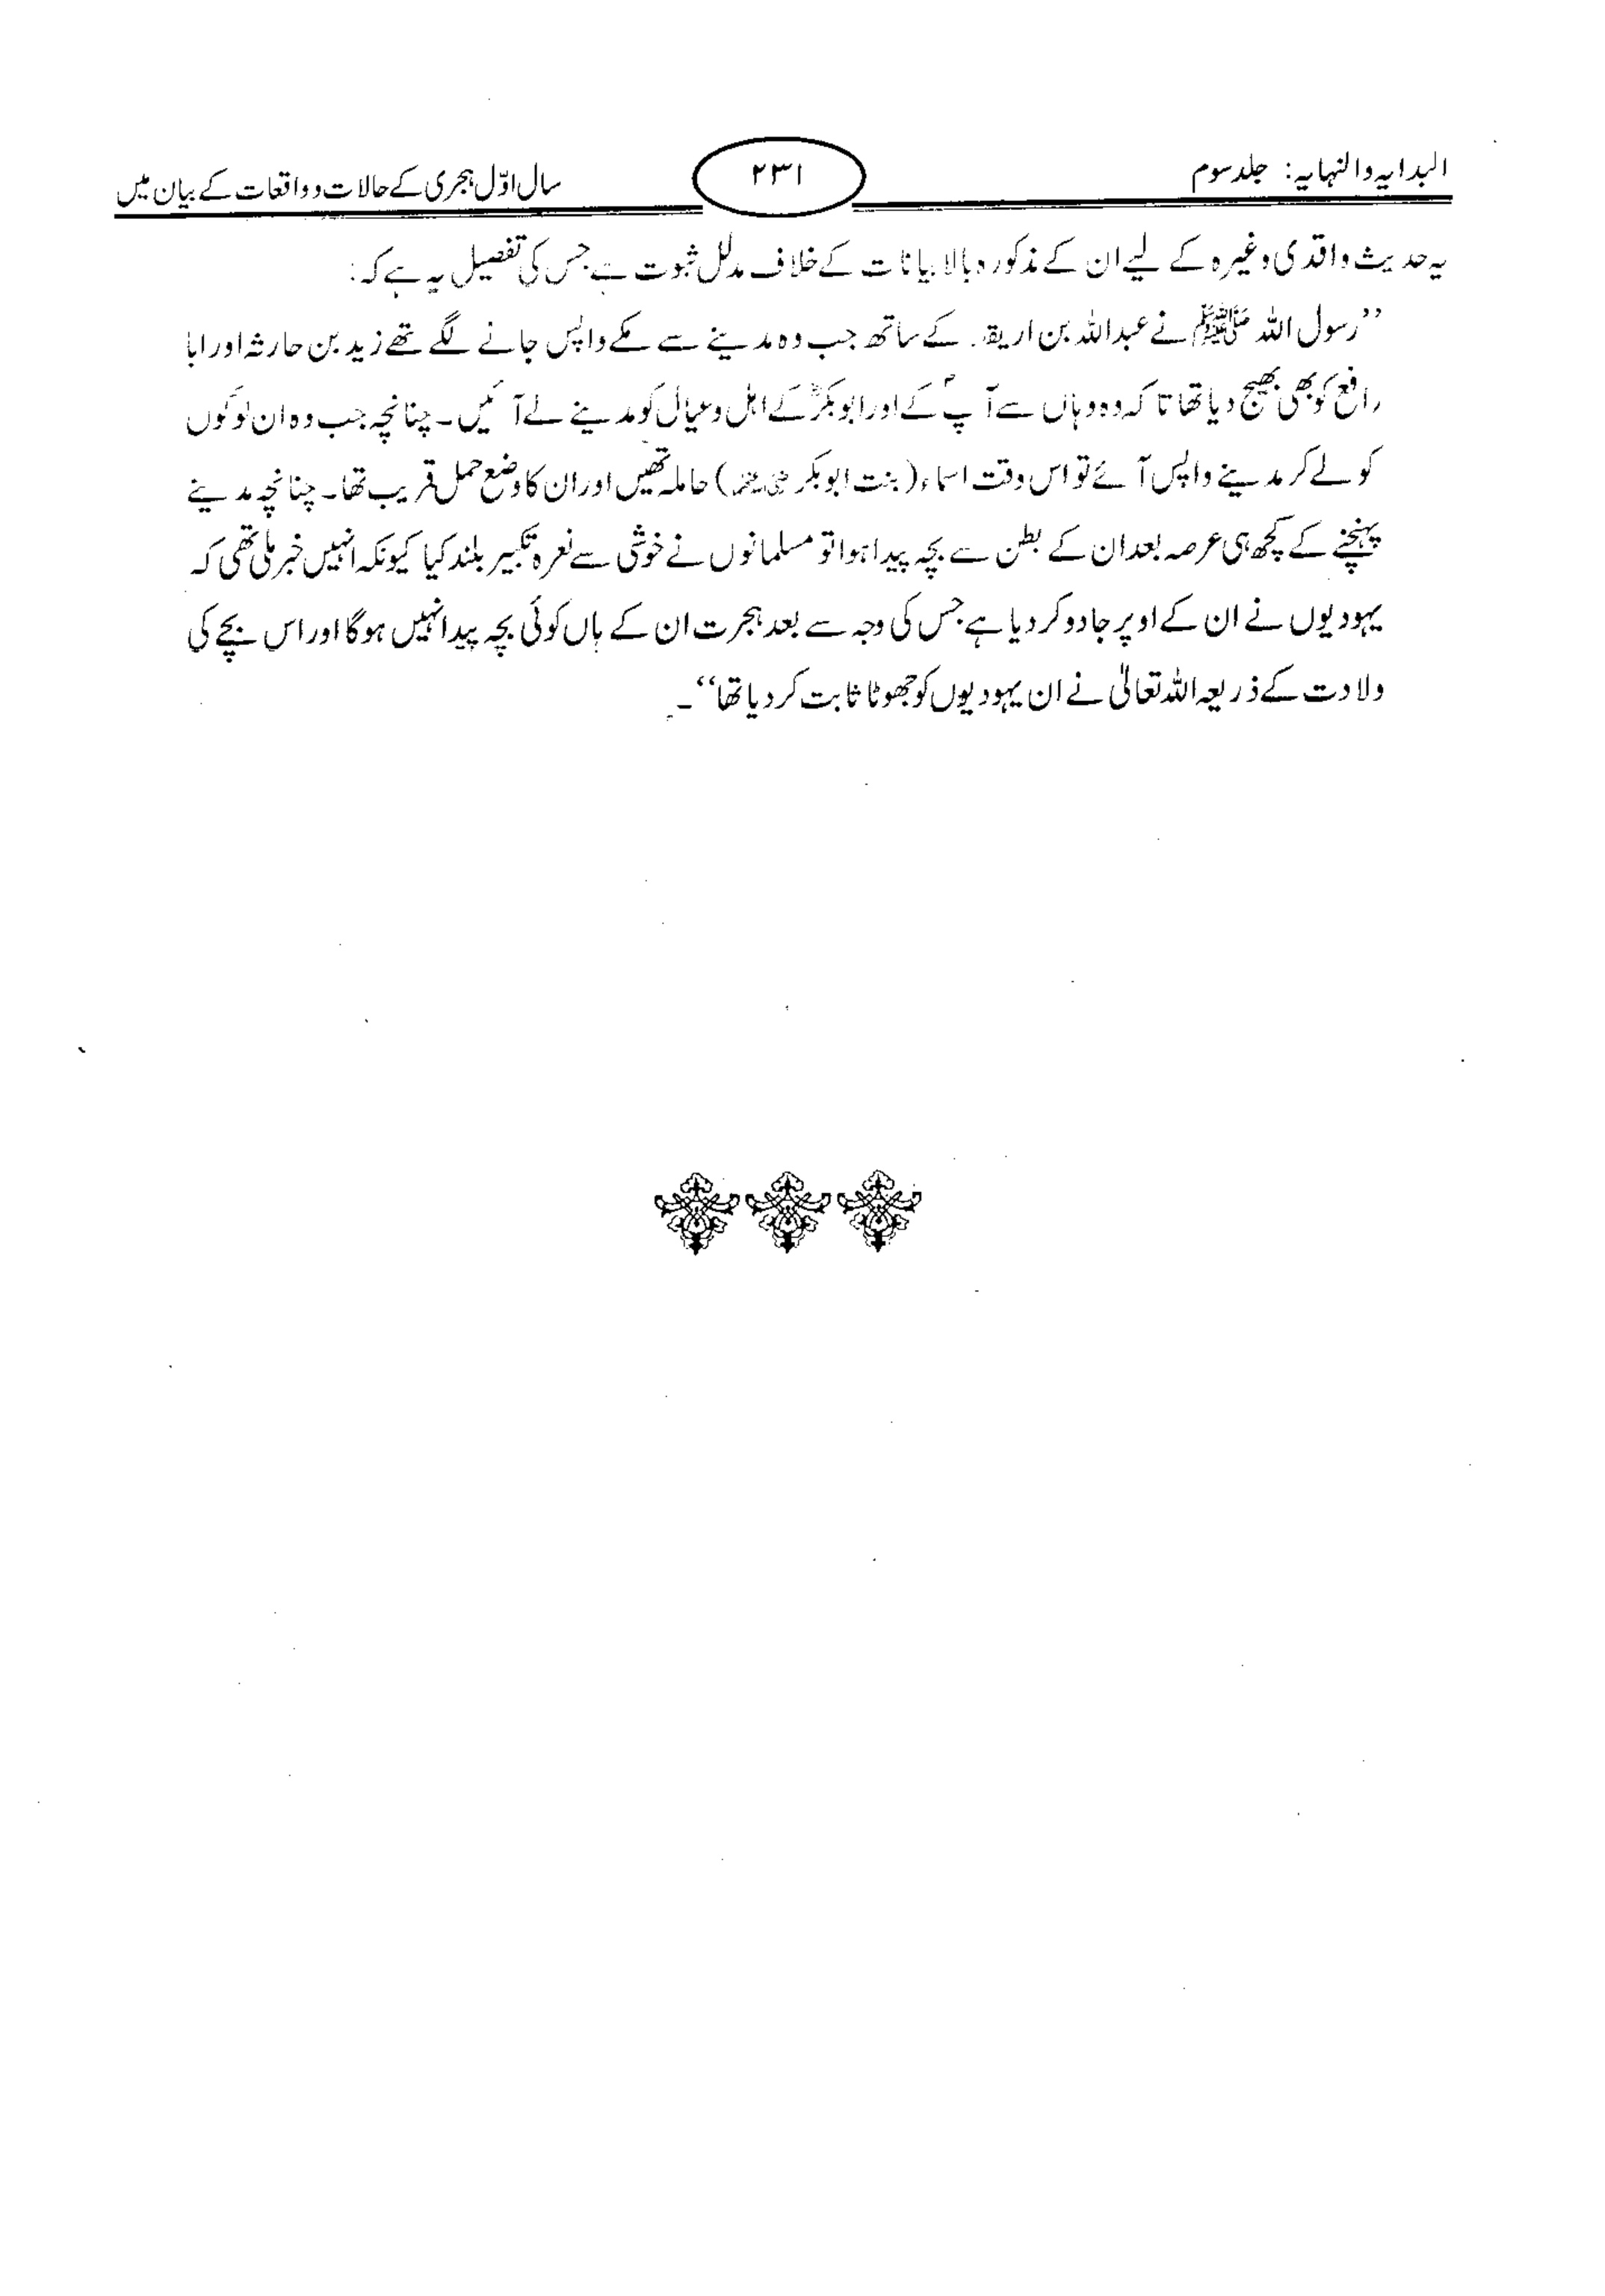 البدایہ والنہایہ: جلد سوم
۲۳۱
سال اوّل ہجری کے حالات و واقعات کے بیان میں
یہ حدیث واقدی وغیرہ کے لیے ان کے مذکورہ بالا بیانات کے خلاف مدلل ثبوت ہے جس کی تفصیل یہ ہے کہ:
’’رسول اللہ ﷺ نے عبداللہ بن اریقہ کے ساتھ جب وہ مدینے سے مکے واپس جانے لگے تھے زید بن حارثہ اور ابا
رافع کو بھی بھیج دیا تھا تاکہ وہ وہاں سے آپؐ کے اور ابوبکرؓ کے اہل و عیال کو مدینے لے آئیں۔ چنانچہ جب وہ ان لوگوں
کو لے کر مدینے واپس آئے تو اس وقت اسماء (بنت ابوبکر) حاملہ تھیں اور ان کا وضع حمل قریب تھا۔ چنانچہ مدینے
پہنچنے کے کچھ ہی عرصہ بعد ان کے بطن سے بچہ پیدا ہوا تو مسلمانوں نے خوشی سے نعرہ تکبیر بلند کیا کیونکہ انہیں خبر ملی تھی کہ
یہودیوں نے ان کے اوپر جادو کر دیا ہے جس کی وجہ سے بعد ہجرت ان کے ہاں کوئی بچہ پیدا نہیں ہوگا اور اس بچے کی
ولادت کے ذریعہ اللہ تعالیٰ نے ان یہودیوں کو جھوٹا ثابت کر دیا تھا‘‘۔